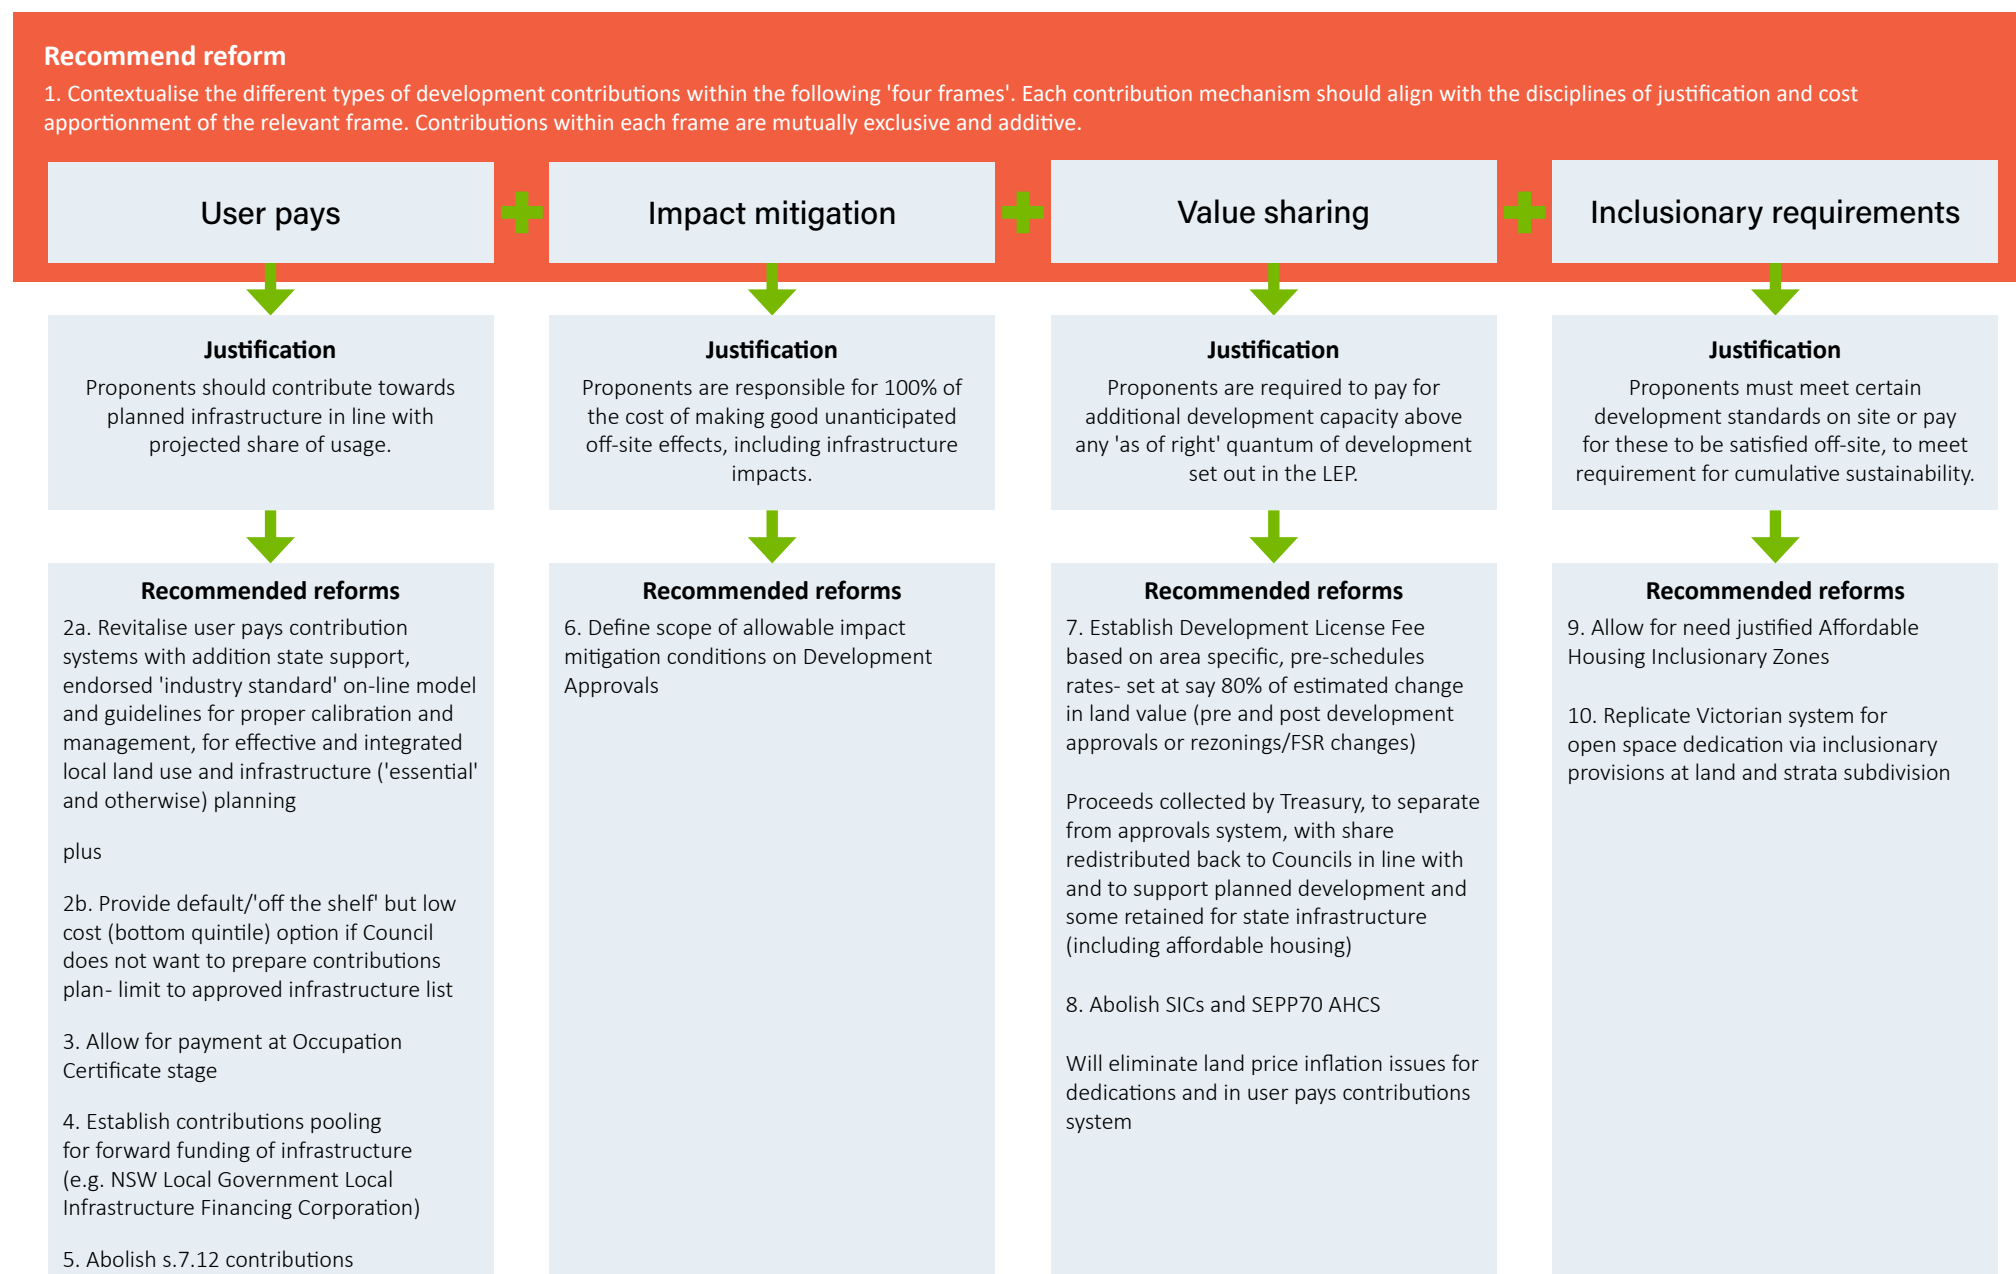 Recommend reform
1. Contextualise the different types of development contributions within the following 'four frames'. Each contribution mechanism should align with the disciplines of justification and cost
apportionment of the relevant frame. Contributions within each frame are mutually exclusive and additive.
User pays
Impact mitigation
Value sharing
Inclusionary requirements
Justification
Proponents should contribute towards
planned infrastructure in line with
projected share of usage.
Justification
Proponents are responsible for 100% of
the cost of making good unanticipated
off-site effects, including infrastructure
impacts.
Justification
Proponents are required to pay for
additional development capacity above
any 'as of right' quantum of development
set out in the LEP.
Justification
Proponents must meet certain
development standards on site or pay
for these to be satisfied off-site, to meet
requirement for cumulative sustainability.
Recommended reforms
2a. Revitalise user pays contribution
systems with addition state support,
endorsed 'industry standard' on-line model
and guidelines for proper calibration and
management, for effective and integrated
local land use and infrastructure ('essential'
and otherwise) planning
plus
2b. Provide default/'off the shelf' but low
cost (bottom quintile) option if Council
does not want to prepare contributions
plan- limit to approved infrastructure list
3. Allow for payment at Occupation
Certificate stage
4. Establish contributions pooling
for forward funding of infrastructure
(e.g. NSW Local Government Local
Infrastructure Financing Corporation)
5. Abolish s.7.12 contributions
Recommended reforms
6. Define scope of allowable impact
mitigation conditions on Development
Approvals
Recommended reforms
7. Establish Development License Fee
based on area specific, pre-schedules
rates- set at say 80% of estimated change
in land value (pre and post development
approvals or rezonings/FSR changes)
Proceeds collected by Treasury, to separate
from approvals system, with share
redistributed back to Councils in line with
and to support planned development and
some retained for state infrastructure
(including affordable housing)
8. Abolish SICs and SEPP70 AHCS
Will eliminate land price inflation issues for
dedications and in user pays contributions
system
Recommended reforms
9. Allow for need justified Affordable
Housing Inclusionary Zones
10. Replicate Victorian system for
open space dedication via inclusionary
provisions at land and strata subdivision